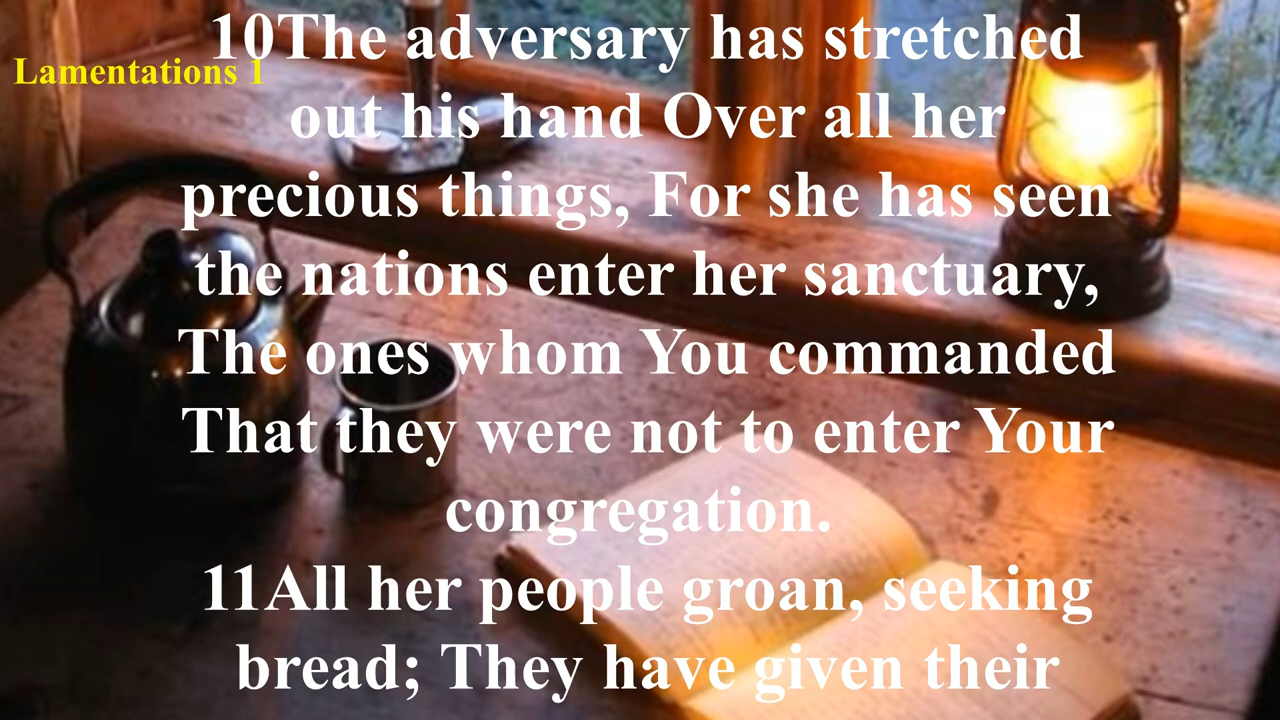 Lamentations 1
10The adversary has stretched
out his hand Over all her
precious things, For she has seen
the nations enter her sanctuary,
The ones whom You commanded
That they were not to enter Your
congregation.
11All her people groan, seeking
bread; They have given their